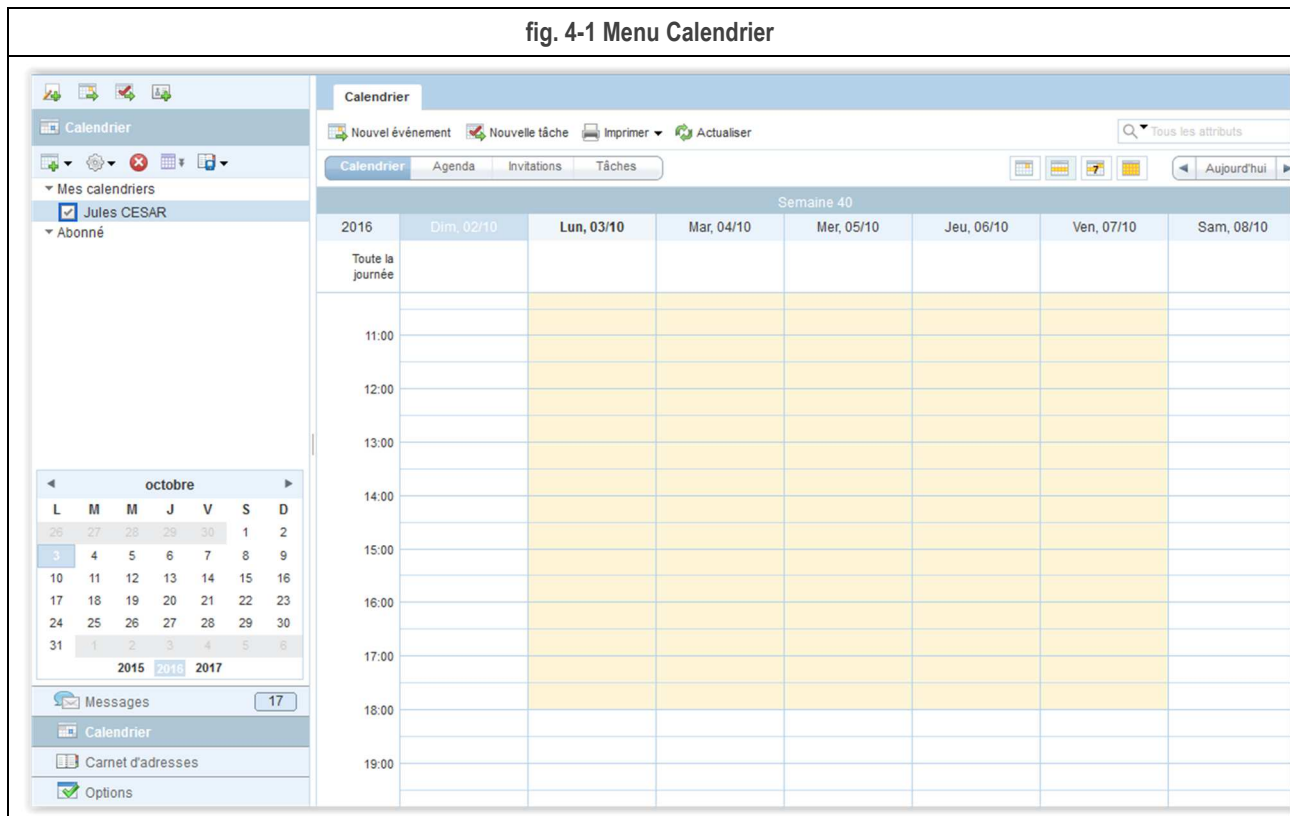 fig. 4-1 Menu Calendrier
Calendrier
Mes calendriers
Jules CESAR
Abonné
octobre
L M M J V S D
26 27 28 29 30 1 2
3 4 5 6 7 8 9
10 11 12 13 14 15 16
17 18 19 20 21 22 23
24 25 26 27 28 29 30
31 1 2 3 4 5 6
2015 2016 2017
Messages 17
Calendrier
Carnet d'adresses
Options
Calendrier
Nouvel événement Nouvelle tâche Imprimer Actualiser Tous les attributs
Calendrier Agenda Invitations Tâches 7 Aujourd'hui
Semaine 40
2016 Dim, 02/10 Lun, 03/10 Mar, 04/10 Mer, 05/10 Jeu, 06/10 Ven, 07/10 Sam, 08/10
Toute la
journée
11:00
12:00
13:00
14:00
15:00
16:00
17:00
18:00
19:00